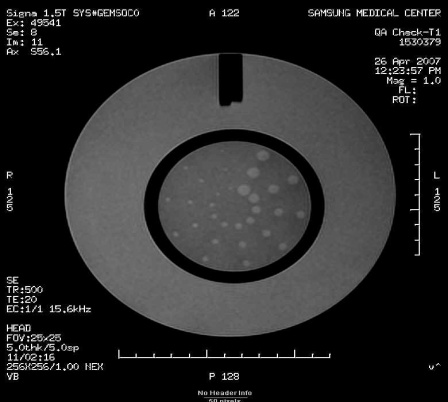 Signa 1.5T SYS#GEMSOCO
Ex: 49541
Se: 8
Im: 11
Ax S56.1
A 122
SAMSUNG MEDICAL CENTER
QA Check-T1
1530379
26 Apr 2007
12:23:57 PM
Mag = 1.0
FL:
ROT:
R
1
2
5
L
1
2
5
SE
TR:500
TE:20
EC:1/1 15.6kHz
HEAD
FOV:25x25
5.0thk/5.0sp
11/02:16
256X256/1.00 NEX
VB
P 128
v^
No Header Info
50 pixels